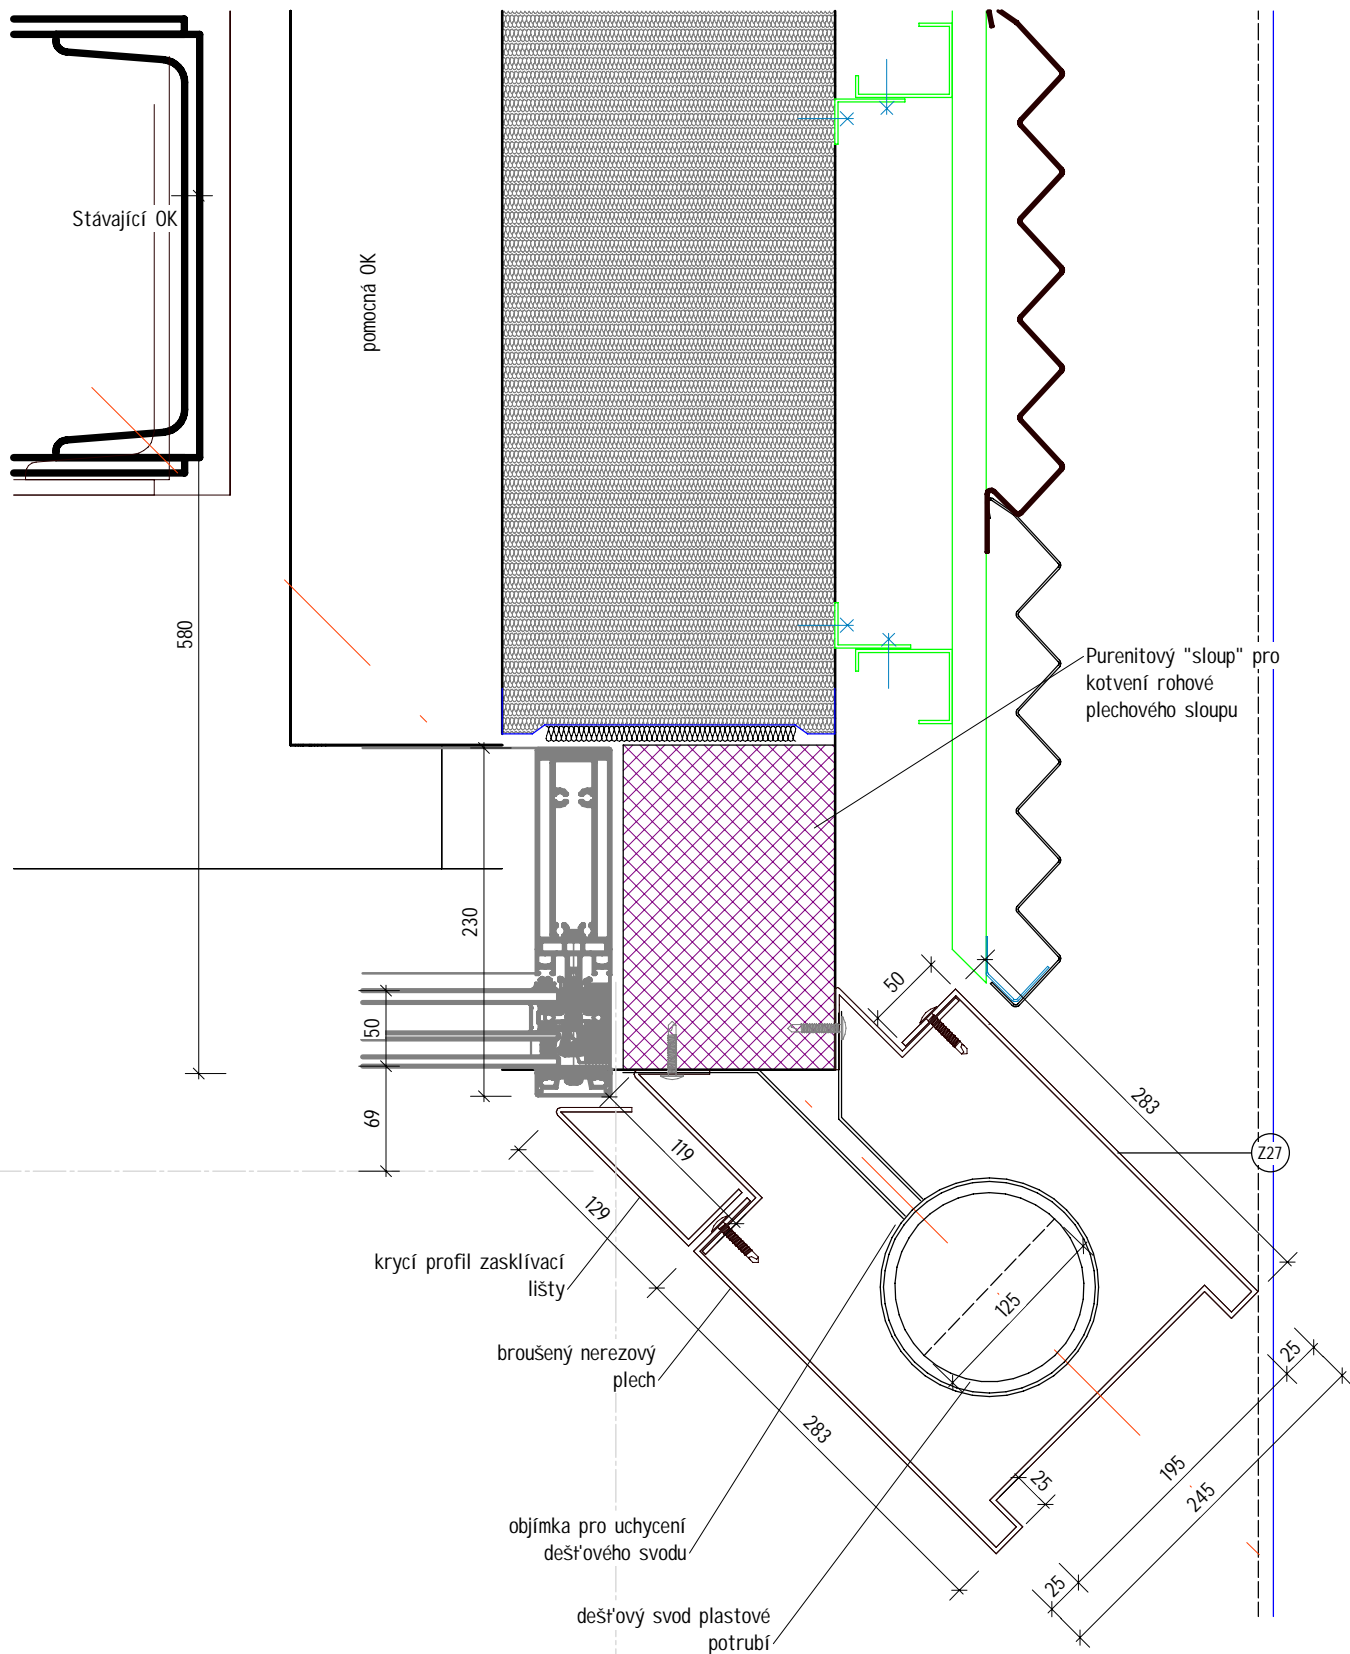 Stávající OK
pomocná OK
580
Purenitový "sloup" pro
kotvení rohové
plechového sloupu
230
50
50
69
283
119
Z27
129
krycí profil zasklívací
lišty
125
broušený nerezový
plech
25
283
195
25
245
objímka pro uchycení
dešťového svodu
25
dešťový svod plastové
potrubí